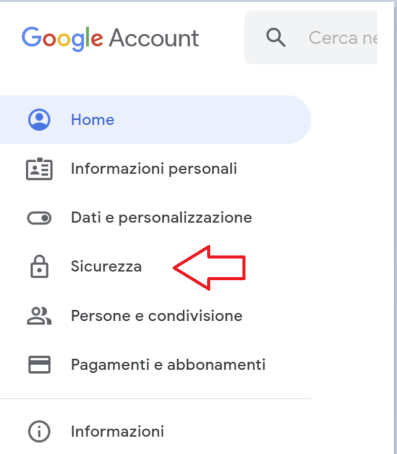 Google Account
Cerca ne
Home
Informazioni personali
Dati e personalizzazione
Sicurezza
Persone e condivisione
Pagamenti e abbonamenti
Informazioni